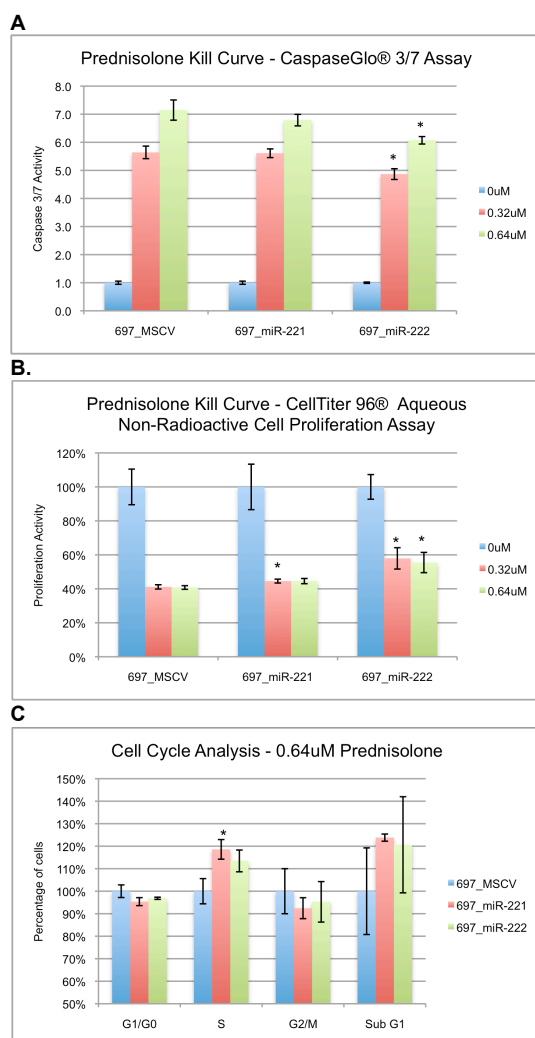 A
Prednisolone Kill Curve - CaspaseGlo® 3/7 Assay
Caspase 3/7 Activity
8.0
7.0
6.0
5.0
4.0
3.0
2.0
1.0
0.0
* *
697_MSCV 697_miR-221 697_miR-222
0uM
0.32uM
0.64uM
B.
Prednisolone Kill Curve - CellTiter 96® Aqueous
Non-Radioactive Cell Proliferation Assay
Proliferation Activity
120%
100%
80%
60%
40%
20%
0%
* * *
697_MSCV 697_miR-221 697_miR-222
0uM
0.32uM
0.64uM
C
Cell Cycle Analysis - 0.64uM Prednisolone
Percentage of cells
150%
140%
130%
120%
110%
100%
90%
80%
70%
60%
50%
*
G1/G0 S G2/M Sub G1
697_MSCV
697_miR-221
697_miR-222